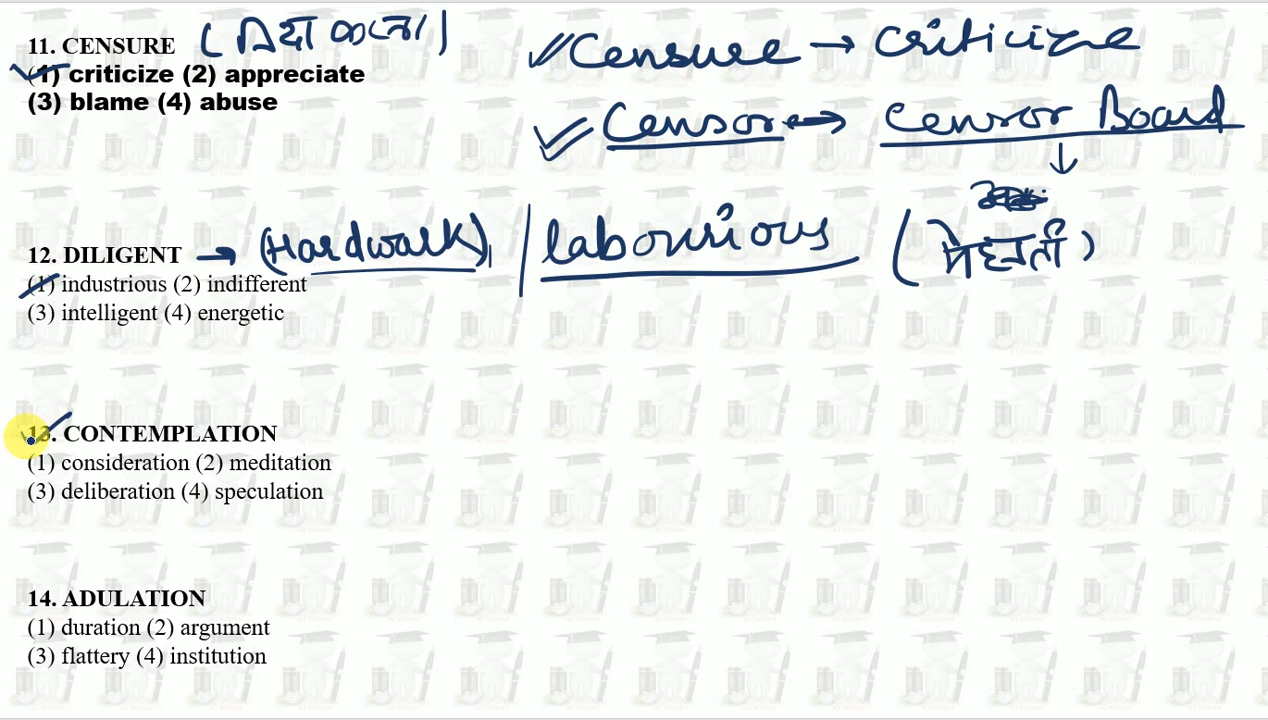 11. CENSURE
(1) criticize (2) appreciate
(3) blame (4) abuse
Censure → Criticize
Censor → Censor Board
12. DILIGENT → (Hardwark) / labourious (मेहनती)
(1) industrious (2) indifferent
(3) intelligent (4) energetic
13. CONTEMPLATION
(1) consideration (2) meditation
(3) deliberation (4) speculation
14. ADULATION
(1) duration (2) argument
(3) flattery (4) institution